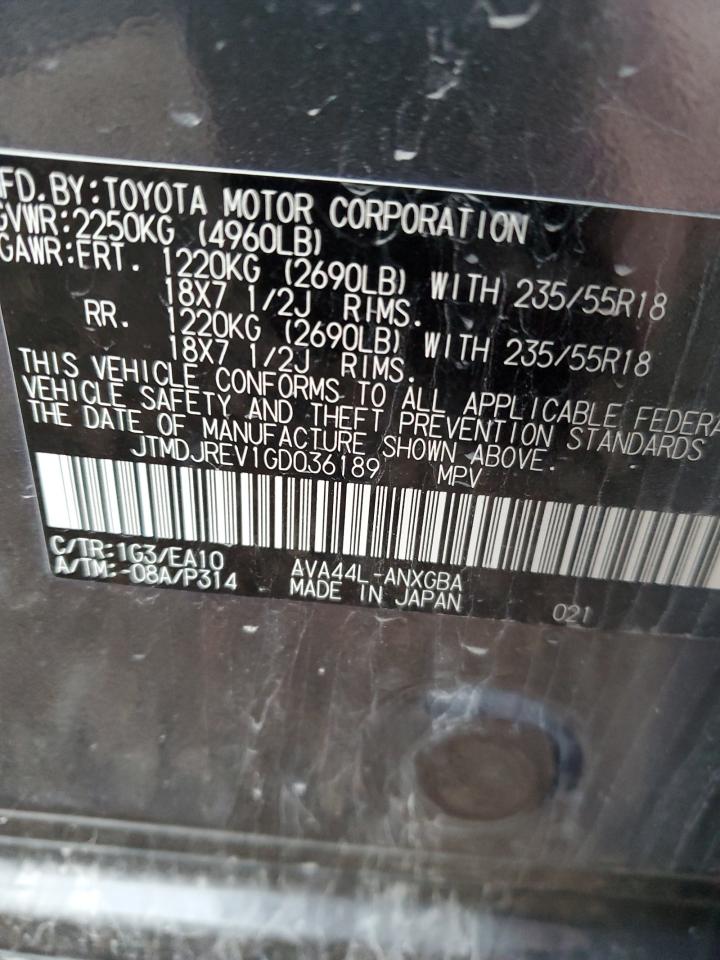 MFD. BY: TOYOTA MOTOR CORPORATION
GVWR: 2250KG (4960LB)
GAWR: FRT. 1220KG (2690LB) WITH 235/55R18
18X7 1/2J RIMS.
RR. 1220KG (2690LB) WITH 235/55R18
18X7 1/2J RIMS.
THIS VEHICLE CONFORMS TO ALL APPLICABLE FEDERA
VEHICLE SAFETY AND THEFT PREVENTION STANDARDS
THE DATE OF MANUFACTURE SHOWN ABOVE.
JTMDJREV1GD036189 MPV
C/TR: 1G3/EA10 AVA44L-ANXGBA
A/TM: -08A/P314 MADE IN JAPAN 021